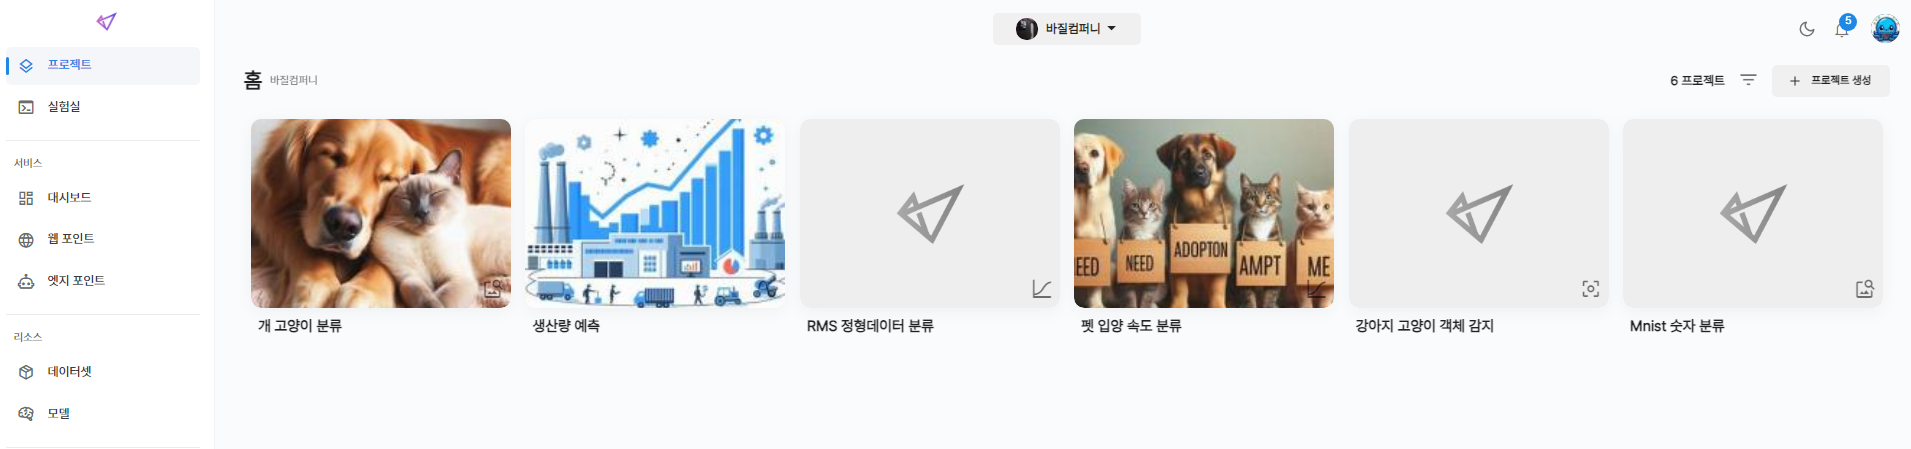 바질컴퍼니
5
프로젝트
실험실
서비스
대시보드
웹 포인트
엣지 포인트
리소스
데이터셋
모델
홈 바질컴퍼니
6 프로젝트
+ 프로젝트 생성
EED
NEED
ADOPTON
AMPT
ME
개 고양이 분류
생산량 예측
RMS 정형데이터 분류
펫 입양 속도 분류
강아지 고양이 객체 감지
Mnist 숫자 분류